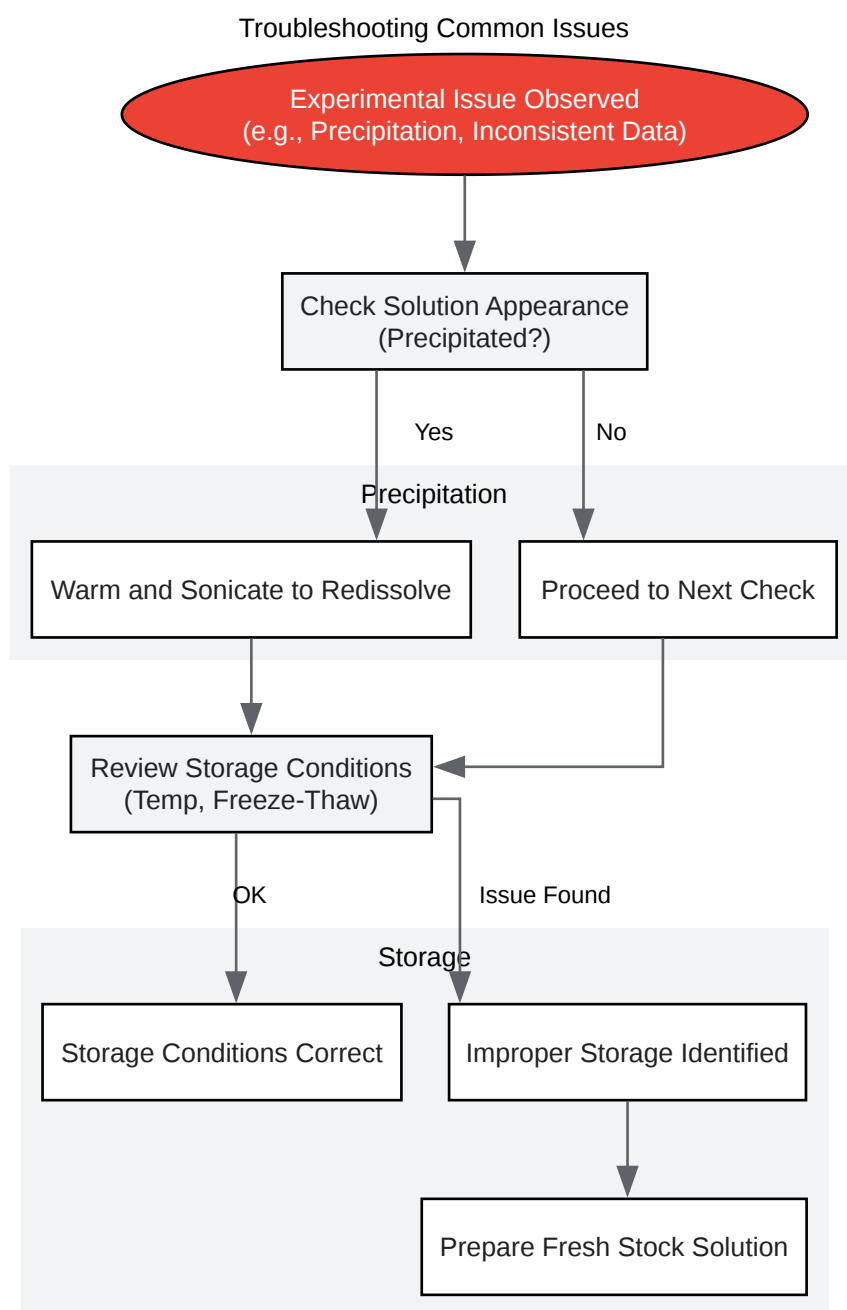 Troubleshooting Common Issues
Experimental Issue Observed
(e.g., Precipitation, Inconsistent Data)
Check Solution Appearance
(Precipitated?)
Yes
No
Precipitation
Warm and Sonicate to Redissolve
Proceed to Next Check
Review Storage Conditions
(Temp, Freeze-Thaw)
OK
Issue Found
Storage
Storage Conditions Correct
Improper Storage Identified
Prepare Fresh Stock Solution